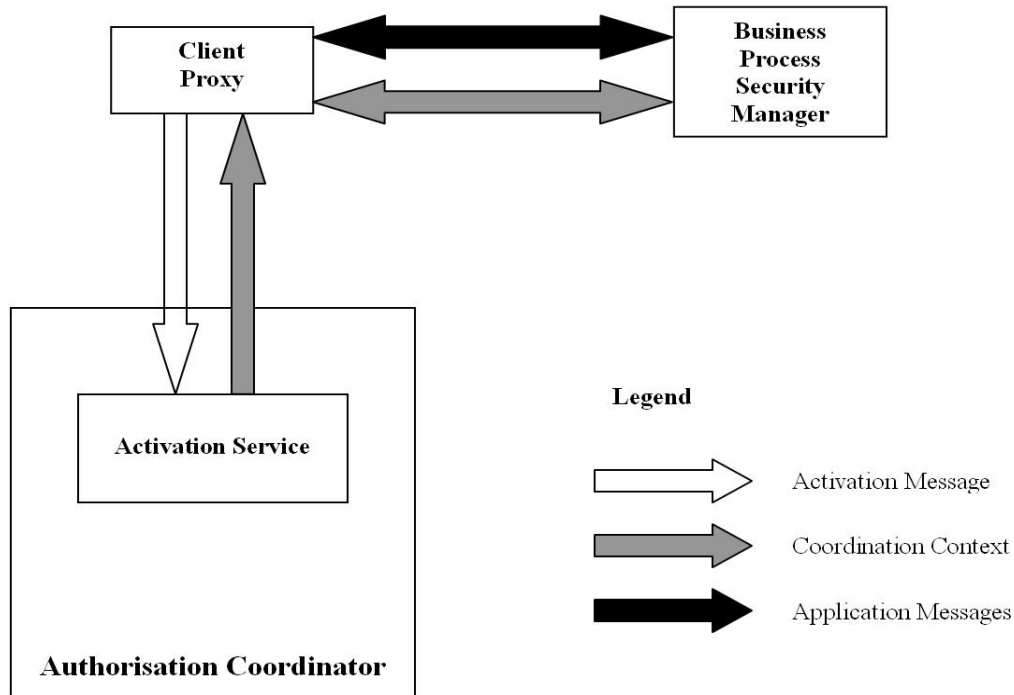 Client
Proxy
Business
Process
Security
Manager
Activation Service
Authorisation Coordinator
Legend
Activation Message
Coordination Context
Application Messages